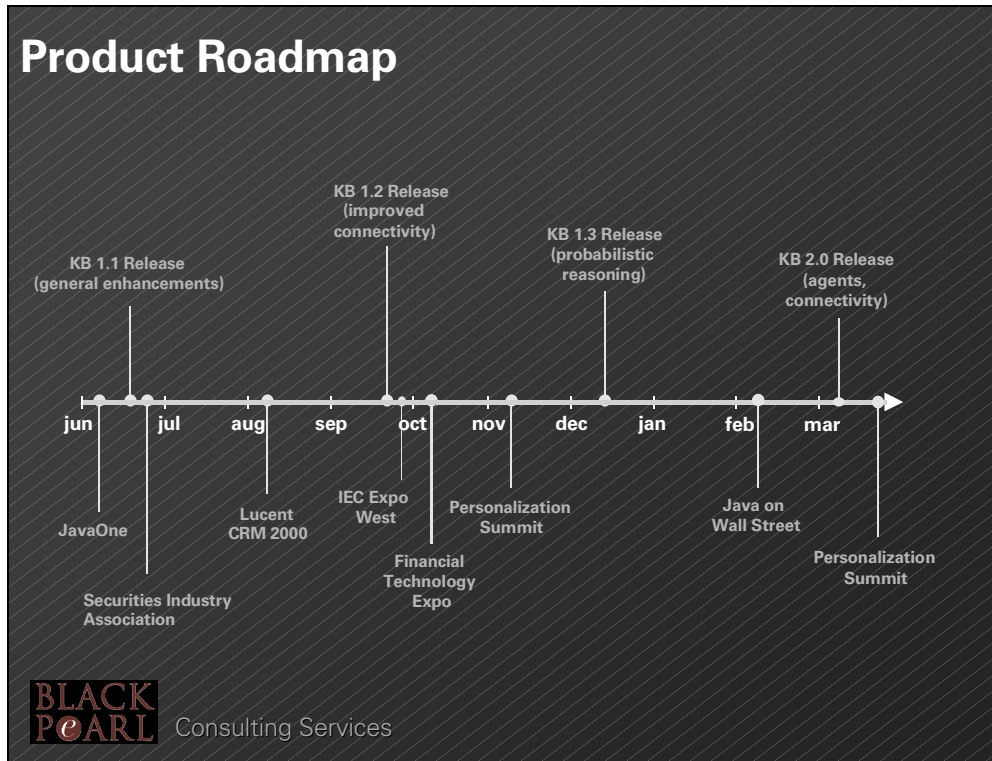 Product Roadmap
KB 1.1 Release
(general enhancements)
KB 1.2 Release
(improved
connectivity)
KB 1.3 Release
(probabilistic
reasoning)
KB 2.0 Release
(agents,
connectivity)
jun
jul
aug
sep
oct
nov
dec
jan
feb
mar
JavaOne
Securities Industry
Association
Lucent
CRM 2000
IEC Expo
West
Financial
Technology
Expo
Personalization
Summit
Java on
Wall Street
Personalization
Summit
BLACK
PeARL
Consulting Services